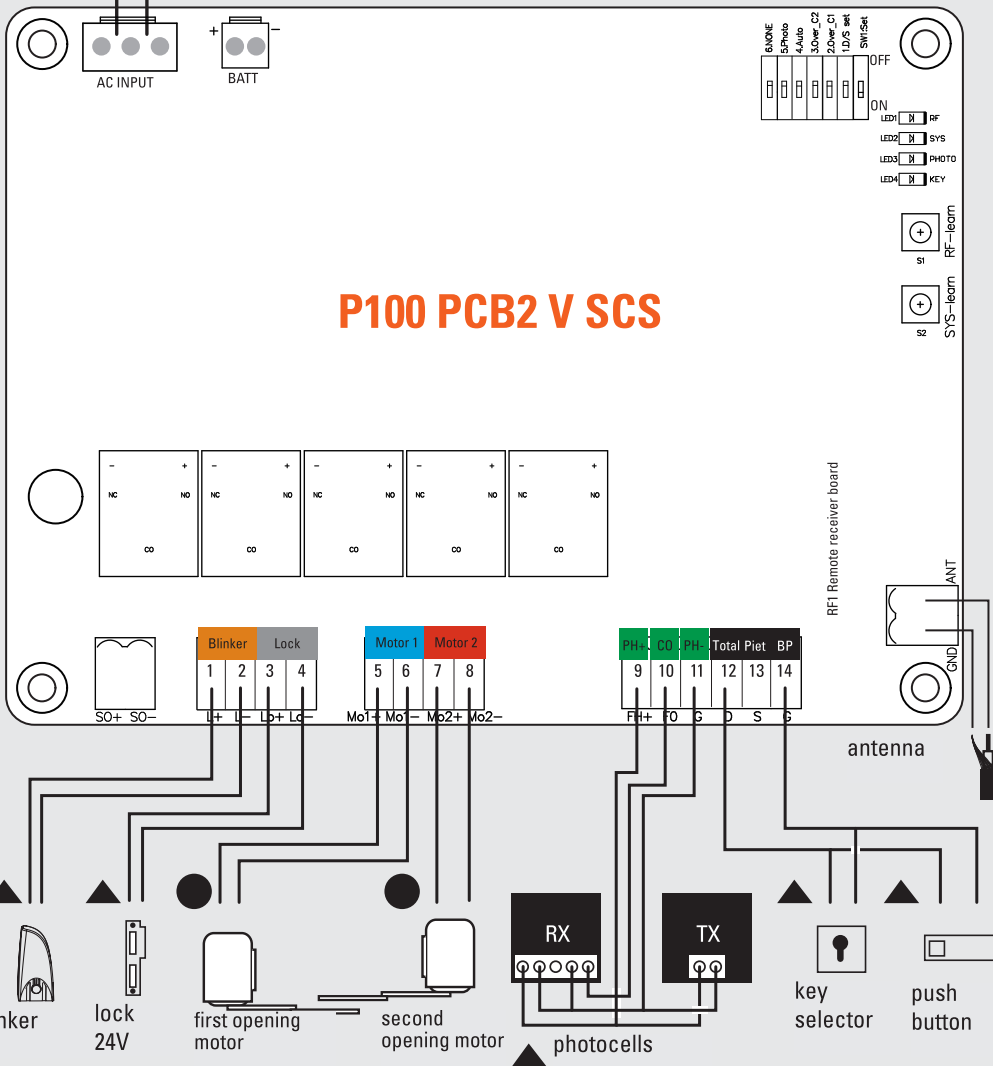 + −
AC INPUT
BATT
6.NONE
5.Photo
4.Auto
3.Over_C2
2.Over_C1
1.D/S set
SW1:Set
OFF
ON
LED1 RF
LED2 SYS
LED3 PHOTO
LED4 KEY
S1
RF-learn
S2
SYS-learn
P100 PCB2 V SCS
− + − + − + − + − +
NC NO NC NO NC NO NC NO NC NO
CO CO CO CO CO
RF1 Remote receiver board
ANT
GND
Blinker Lock Motor 1 Motor 2 PH+ CO PH- Total Piet BP
1 2 3 4 5 6 7 8 9 10 11 12 13 14
SO+ SO− L+ L− Lo+ Lo− Mo1+ Mo1− Mo2+ Mo2− PH+ FO G D S G
antenna
RX TX
nker
lock
24V
first opening
motor
second
opening motor
photocells
key
selector
push
button